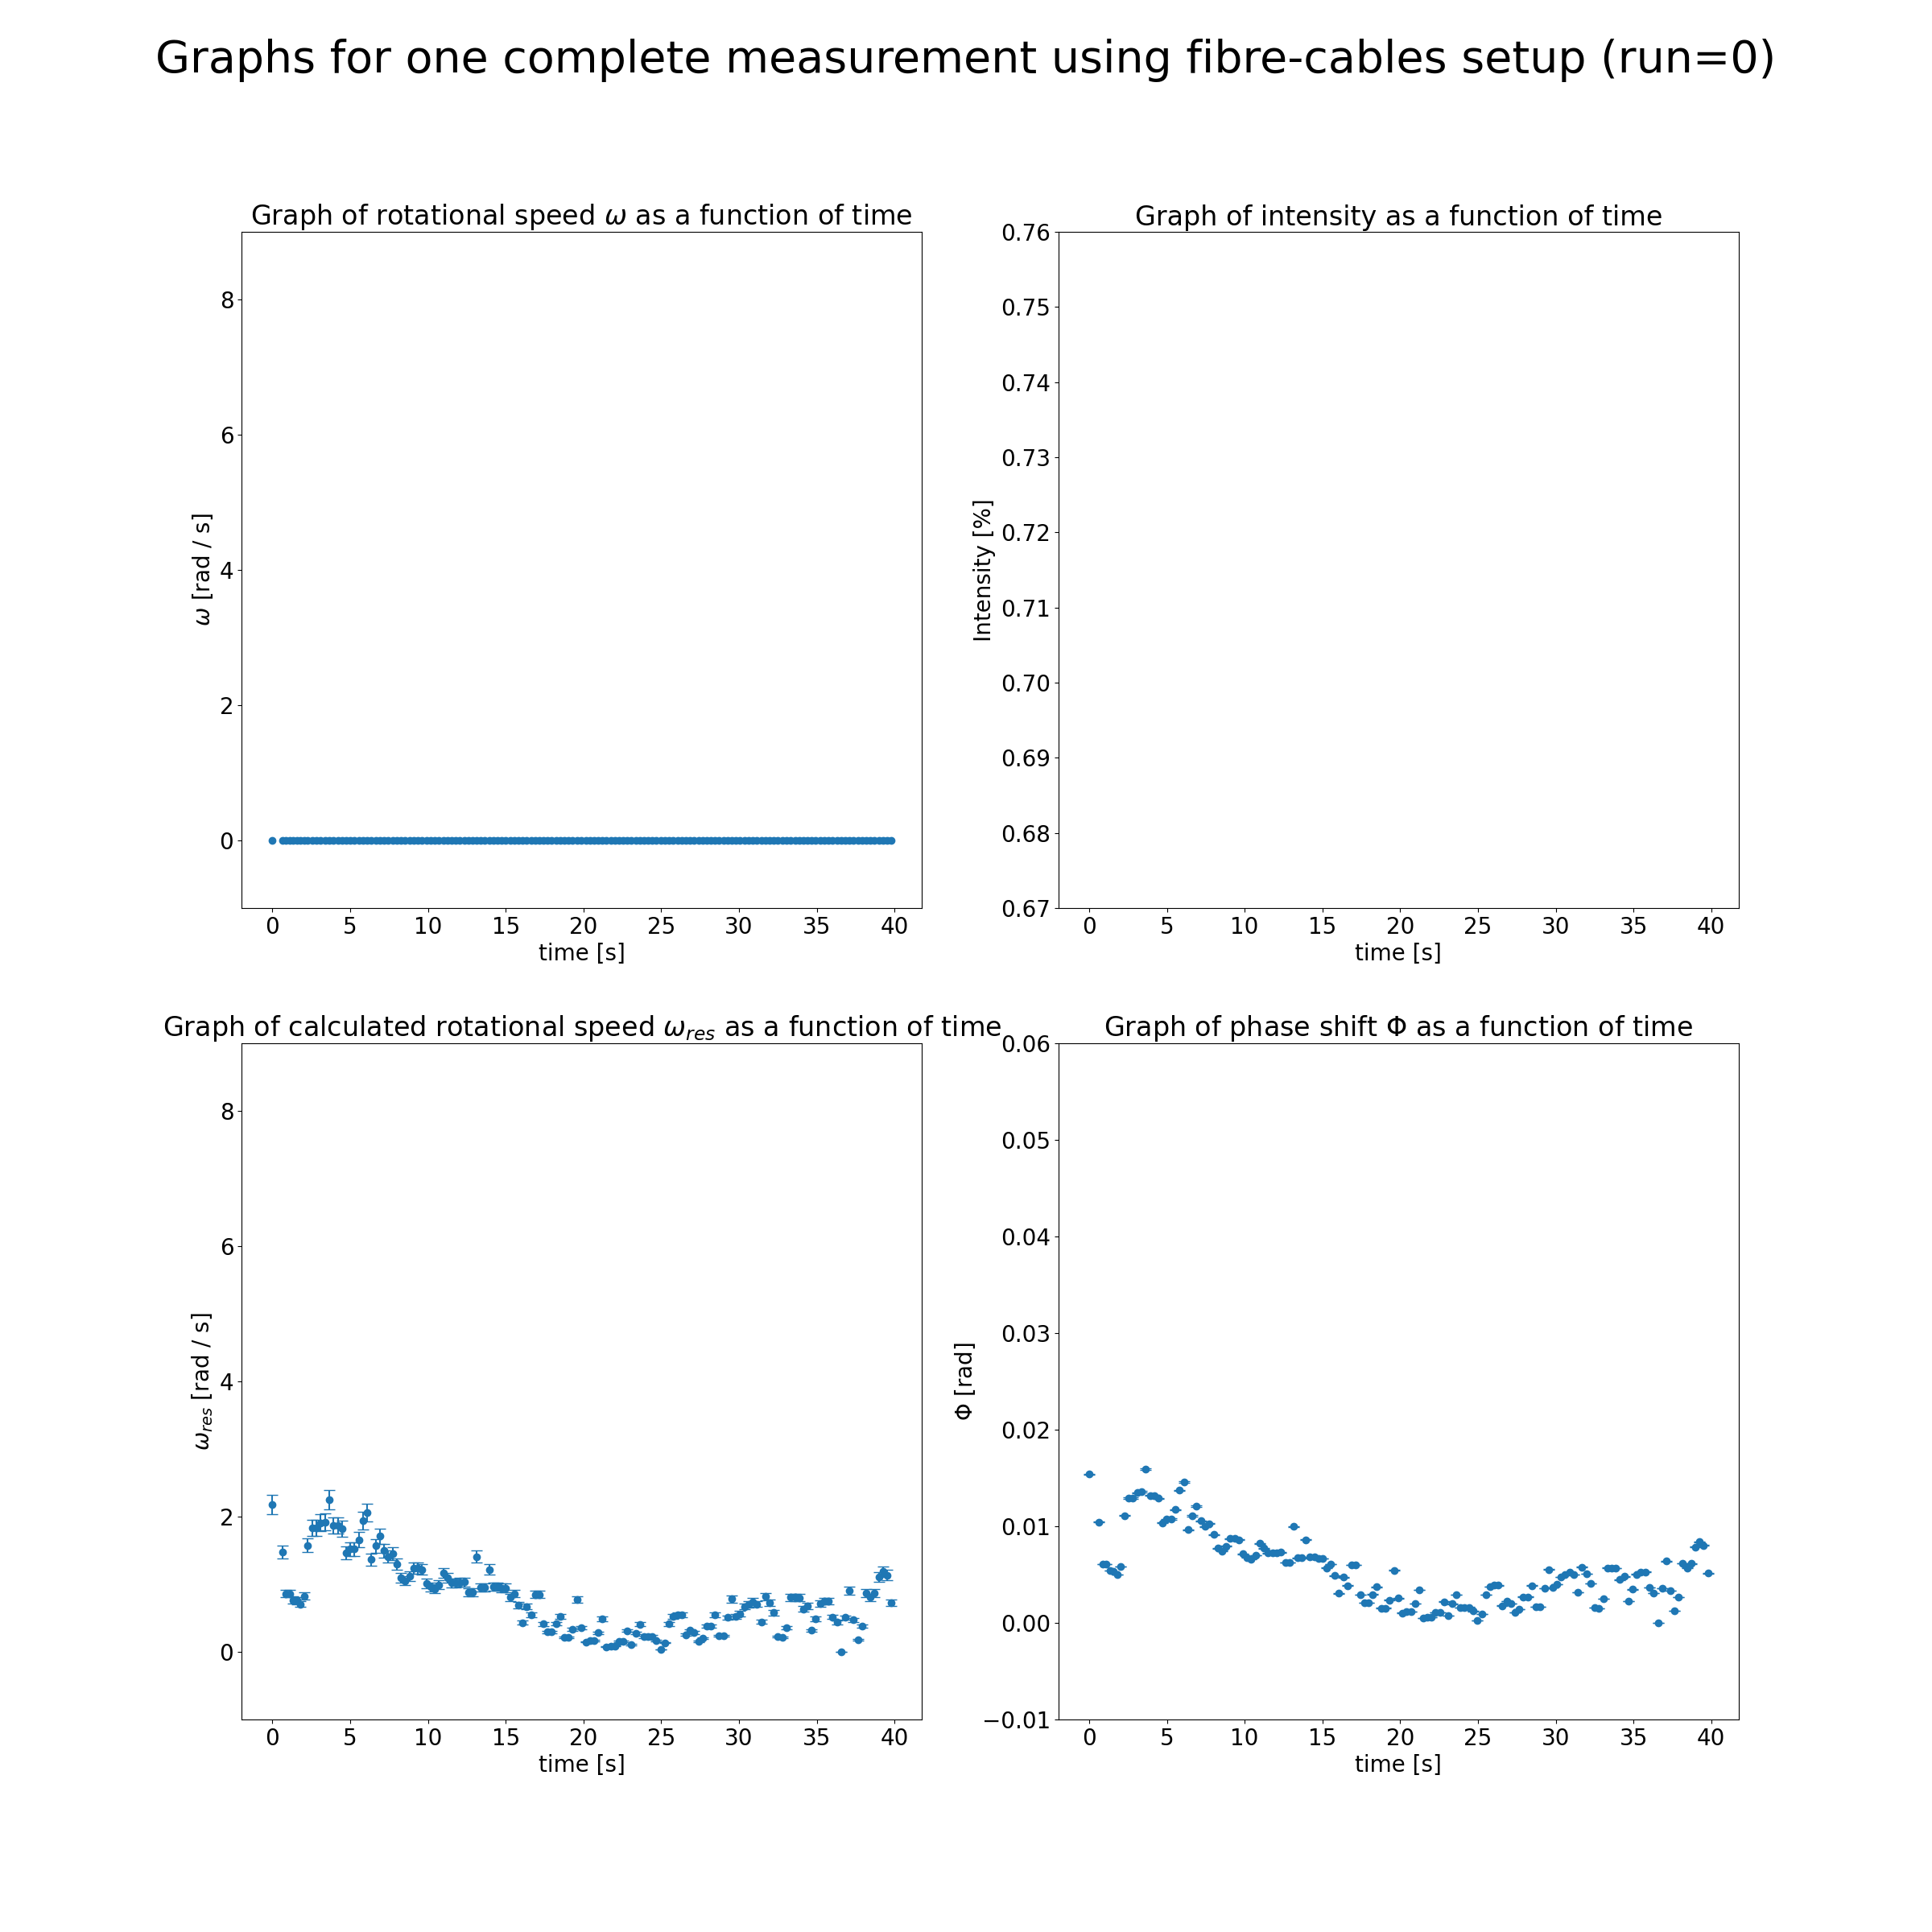 Graphs for one complete measurement using fibre-cables setup (run=0)
Graph of rotational speed ω as a function of time
8
6
4
2
0
ω [rad / s]
0 5 10 15 20 25 30 35 40
time [s]
Graph of intensity as a function of time
0.76
0.75
0.74
0.73
0.72
0.71
0.70
0.69
0.68
0.67
Intensity [%]
0 5 10 15 20 25 30 35 40
time [s]
Graph of calculated rotational speed ω_res as a function of time
8
6
4
2
0
ω_res [rad / s]
0 5 10 15 20 25 30 35 40
time [s]
Graph of phase shift Φ as a function of time
0.06
0.05
0.04
0.03
0.02
0.01
0.00
−0.01
Φ [rad]
0 5 10 15 20 25 30 35 40
time [s]